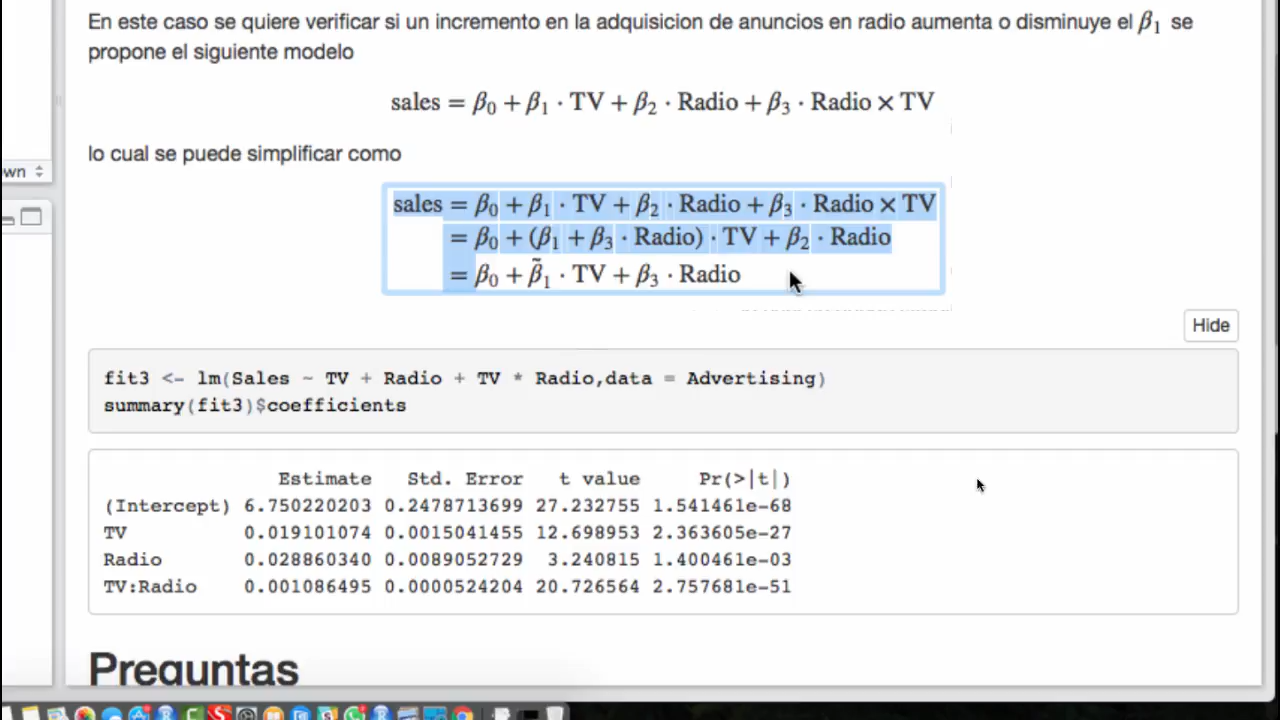 En este caso se quiere verificar si un incremento en la adquisicion de anuncios en radio aumenta o disminuye el β₁ se
propone el siguiente modelo
sales = β₀ + β₁ · TV + β₂ · Radio + β₃ · Radio × TV
lo cual se puede simplificar como
wn
sales = β₀ + β₁ · TV + β₂ · Radio + β₃ · Radio × TV
= β₀ + (β₁ + β₃ · Radio) · TV + β₂ · Radio
= β₀ + β̃₁ · TV + β₃ · Radio
Hide
fit3 <- lm(Sales ~ TV + Radio + TV * Radio,data = Advertising)
summary(fit3)$coefficients
Estimate Std. Error t value Pr(>|t|)
(Intercept) 6.750220203 0.2478713699 27.232755 1.541461e-68
TV 0.019101074 0.0015041455 12.698953 2.363605e-27
Radio 0.028860340 0.0089052729 3.240815 1.400461e-03
TV:Radio 0.001086495 0.0000524204 20.726564 2.757681e-51
Preguntas